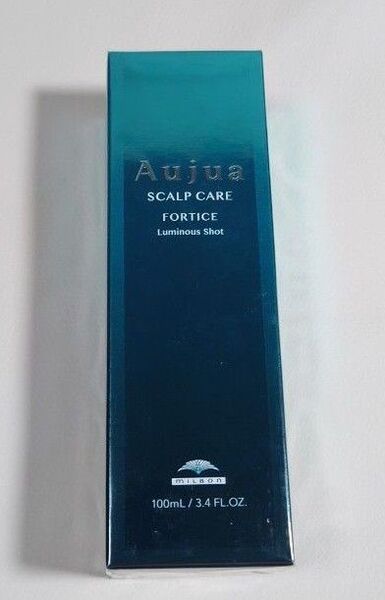 Aujua
SCALP CARE
FORTICE
Luminous Shot
MILBON
100mL / 3.4 FL.OZ.